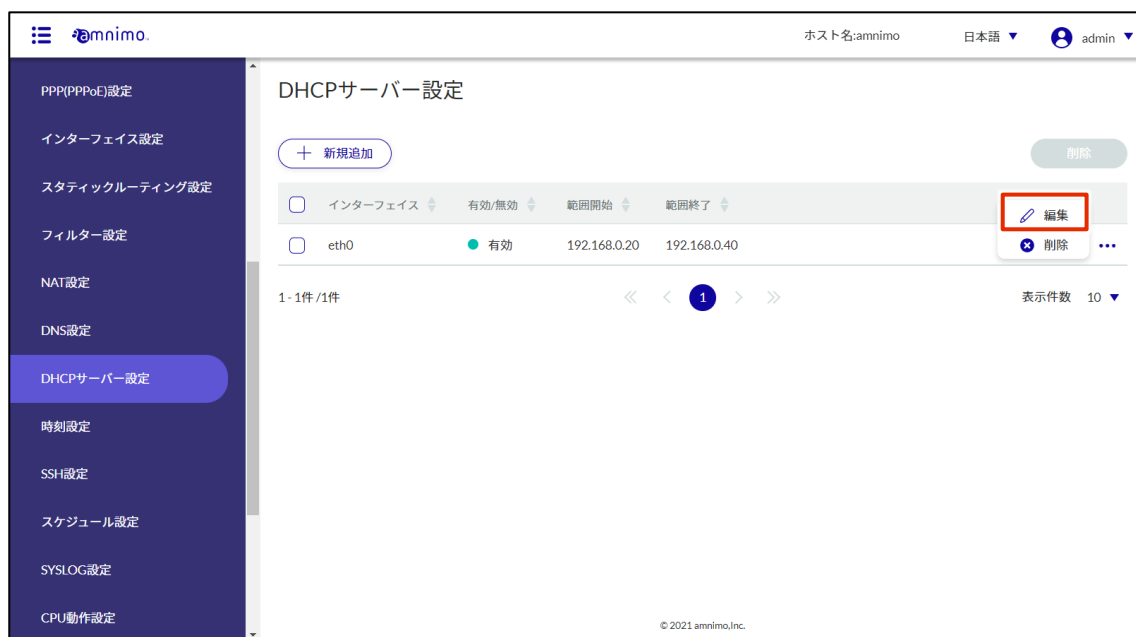 amnimo.
ホスト名:amnimo
日本語
admin
PPP(PPPoE)設定
インターフェイス設定
スタティックルーティング設定
フィルター設定
NAT設定
DNS設定
DHCPサーバー設定
時刻設定
SSH設定
スケジュール設定
SYSLOG設定
CPU動作設定
DHCPサーバー設定
新規追加
削除
インターフェイス 有効/無効 範囲開始 範囲終了
編集
eth0 有効 192.168.0.20 192.168.0.40
削除
1 - 1件 /1件
1
表示件数 10
© 2021 amnimo,Inc.